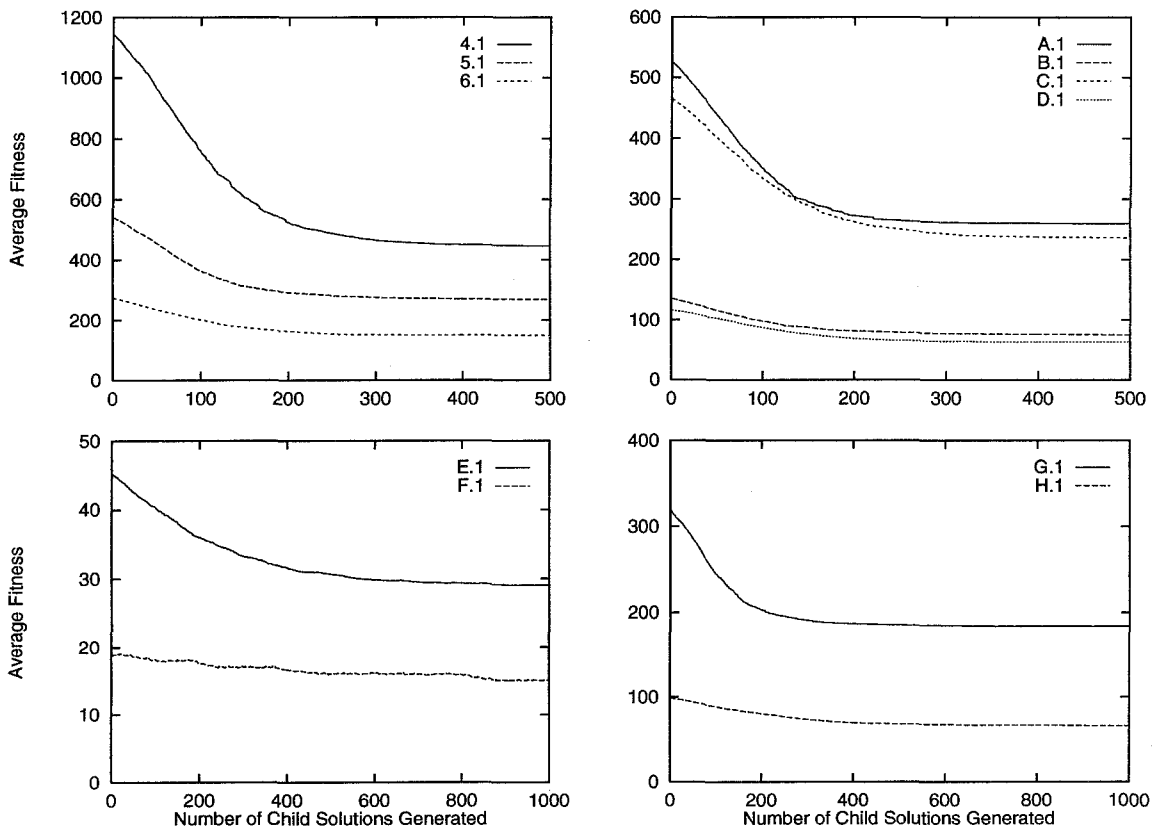 1200
1000
800
600
400
200
0
0 100 200 300 400 500
4.1
5.1
6.1
Average Fitness
600
500
400
300
200
100
0
0 100 200 300 400 500
A.1
B.1
C.1
D.1
50
40
30
20
10
0
0 200 400 600 800 1000
E.1
F.1
Average Fitness
Number of Child Solutions Generated
400
300
200
100
0
0 200 400 600 800 1000
G.1
H.1
Number of Child Solutions Generated